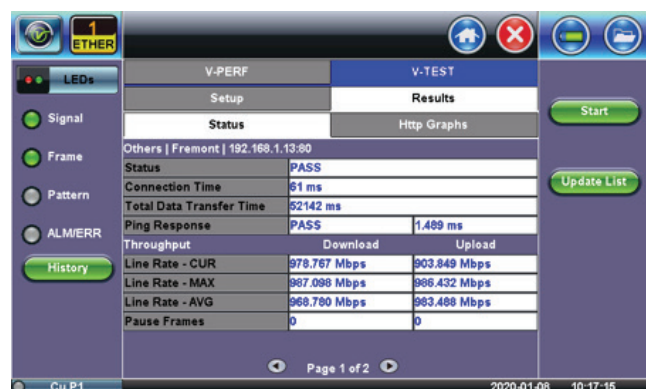 1
ETHER
LEDs
Signal
Frame
Pattern
ALM/ERR
History
V-PERF V-TEST
Setup Results
Status Http Graphs
Others | Fremont | 192.168.1.13:80
Status PASS
Connection Time 61 ms
Total Data Transfer Time 52142 ms
Ping Response PASS 1.489 ms
Throughput Download Upload
Line Rate - CUR 978.767 Mbps 903.849 Mbps
Line Rate - MAX 987.098 Mbps 986.432 Mbps
Line Rate - AVG 968.780 Mbps 983.488 Mbps
Pause Frames 0 0
Page 1 of 2
Start
Update List
Cu P1
2020-01-08 10:17:15